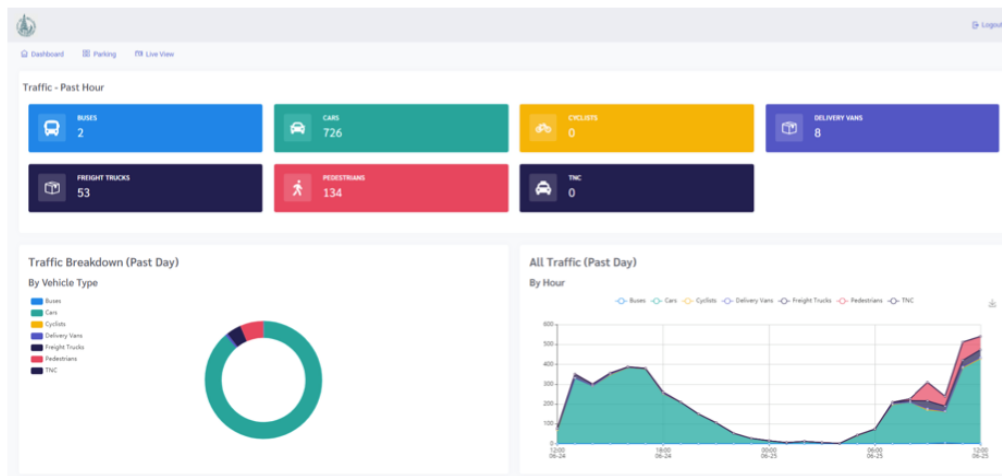 Logout
Dashboard Parking Live View
Traffic - Past Hour
BUSES
2
CARS
726
CYCLISTS
0
DELIVERY VANS
8
FREIGHT TRUCKS
53
PEDESTRIANS
134
TNC
0
Traffic Breakdown (Past Day)
By Vehicle Type
Buses
Cars
Cyclists
Delivery Vans
Freight Trucks
Pedestrians
TNC
All Traffic (Past Day)
By Hour
Buses Cars Cyclists Delivery Vans Freight Trucks Pedestrians TNC
600
500
400
300
200
100
0
12:00 18:00 00:00 06:00 12:00
06-24 06-24 06-25 06-25 06-25